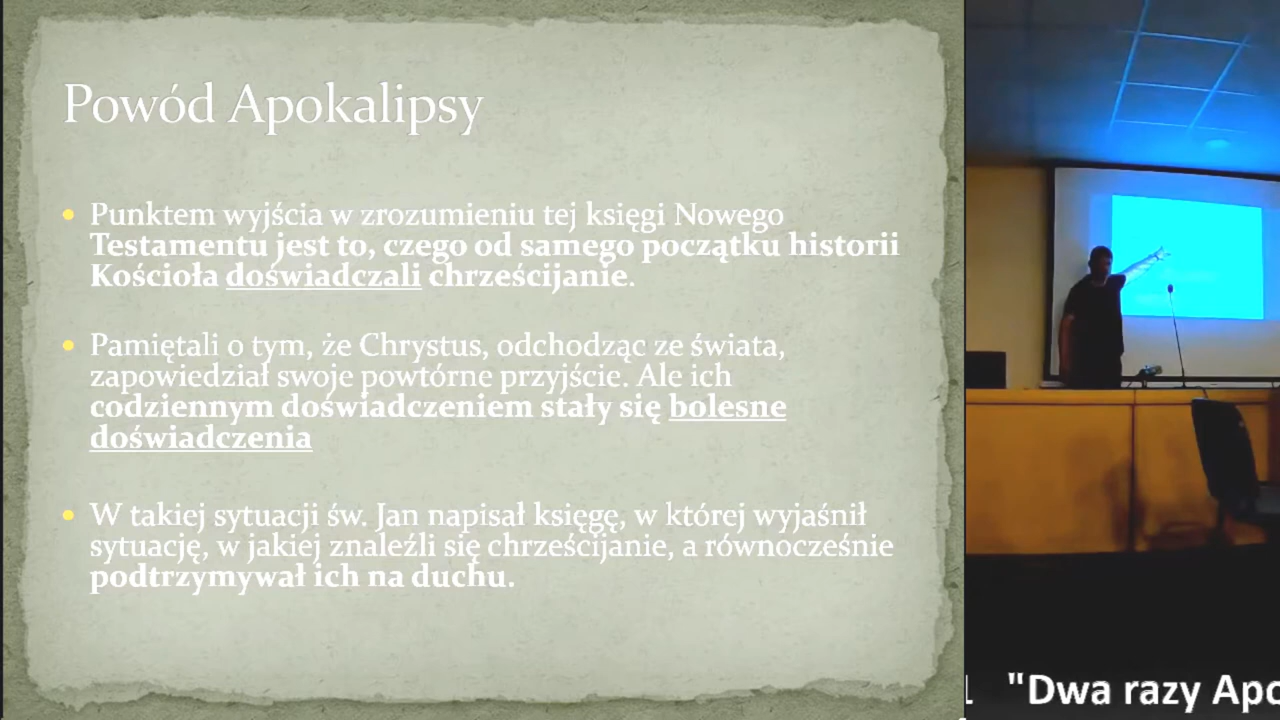 Powód Apokalipsy
Punktem wyjścia w zrozumieniu tej księgi Nowego
Testamentu jest to, czego od samego początku historii
Kościoła doświadczali chrześcijanie.
Pamiętali o tym, że Chrystus, odchodząc ze świata,
zapowiedział swoje powtórne przyjście. Ale ich
codziennym doświadczeniem stały się bolesne
doświadczenia
W takiej sytuacji św. Jan napisał księgę, w której wyjaśnił
sytuację, w jakiej znaleźli się chrześcijanie, a równocześnie
podtrzymywał ich na duchu.
"Dwa razy Apo